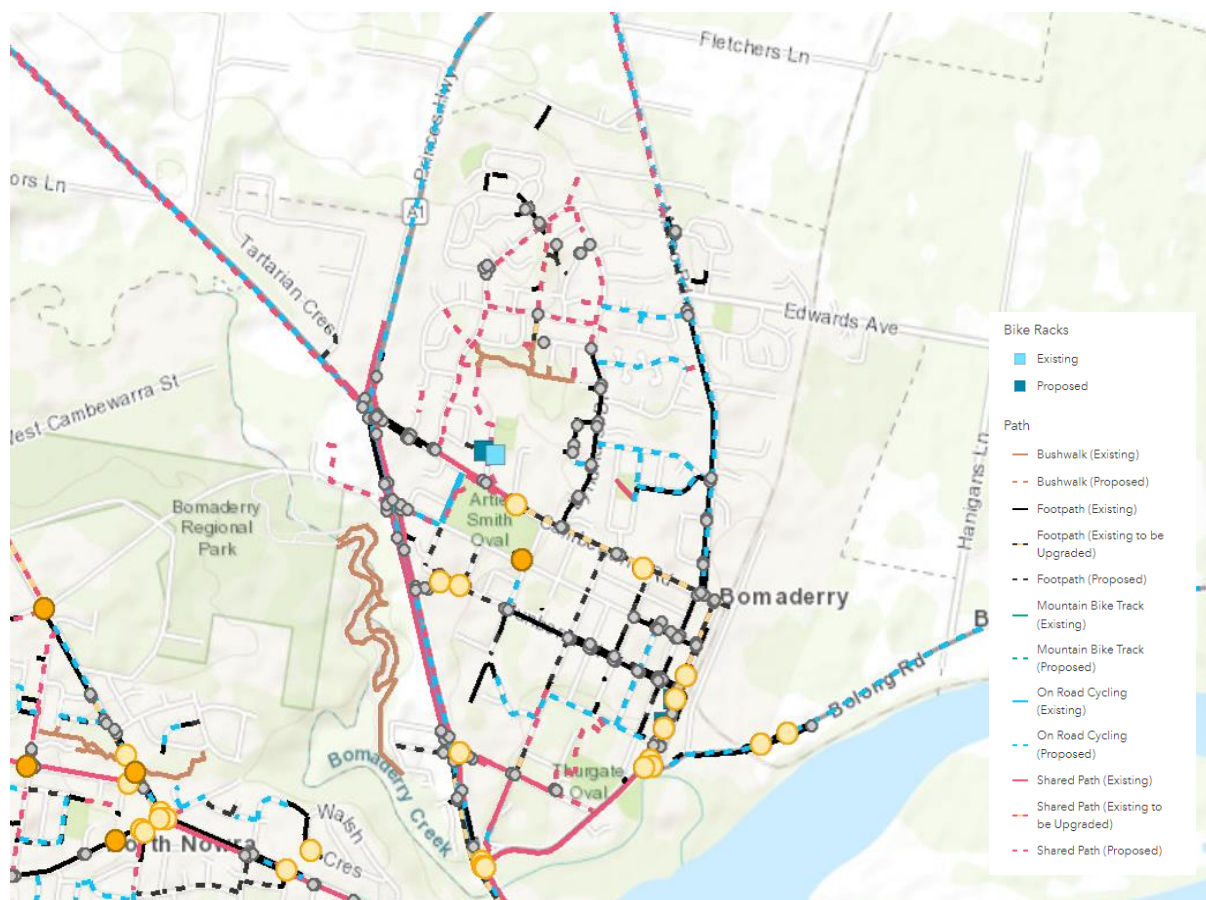 Fletchers Ln
Princes Hwy
ors Ln
A1
Tartarian Cres
Edwards Ave
West Cambewarra St
Hanigans Ln
Bomaderry
Regional
Park
Artie
Smith
Oval
Bomaderry
B
Bolong Rd
Thurgate
Oval
Bomaderry Creek
Walsh
Cres
North Nowra
Bike Racks
Existing
Proposed
Path
Bushwalk (Existing)
Bushwalk (Proposed)
Footpath (Existing)
Footpath (Existing to be
Upgraded)
Footpath (Proposed)
Mountain Bike Track
(Existing)
Mountain Bike Track
(Proposed)
On Road Cycling
(Existing)
On Road Cycling
(Proposed)
Shared Path (Existing)
Shared Path (Existing to
be Upgraded)
Shared Path (Proposed)